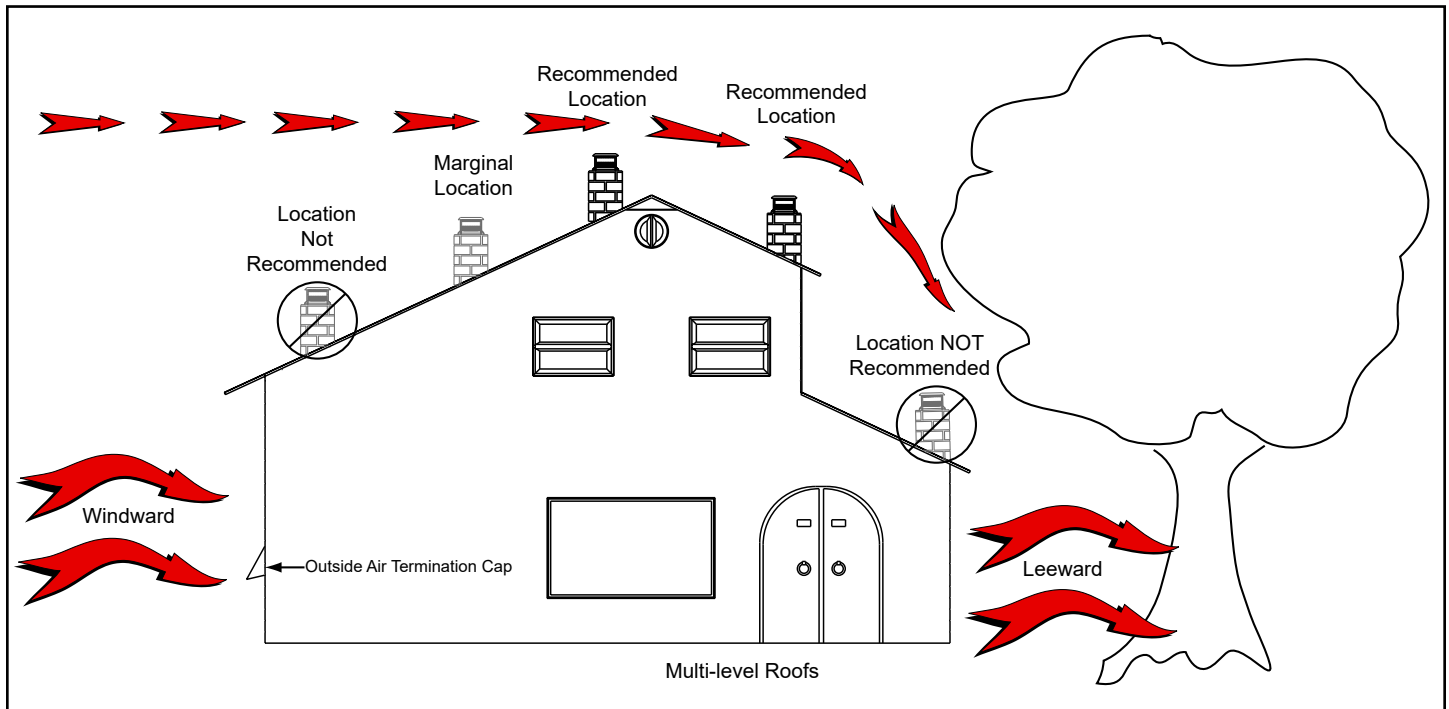 Recommended
Location
Recommended
Location
Marginal
Location
Location
Not
Recommended
Location NOT
Recommended
Windward
Outside Air Termination Cap
Leeward
Multi-level Roofs